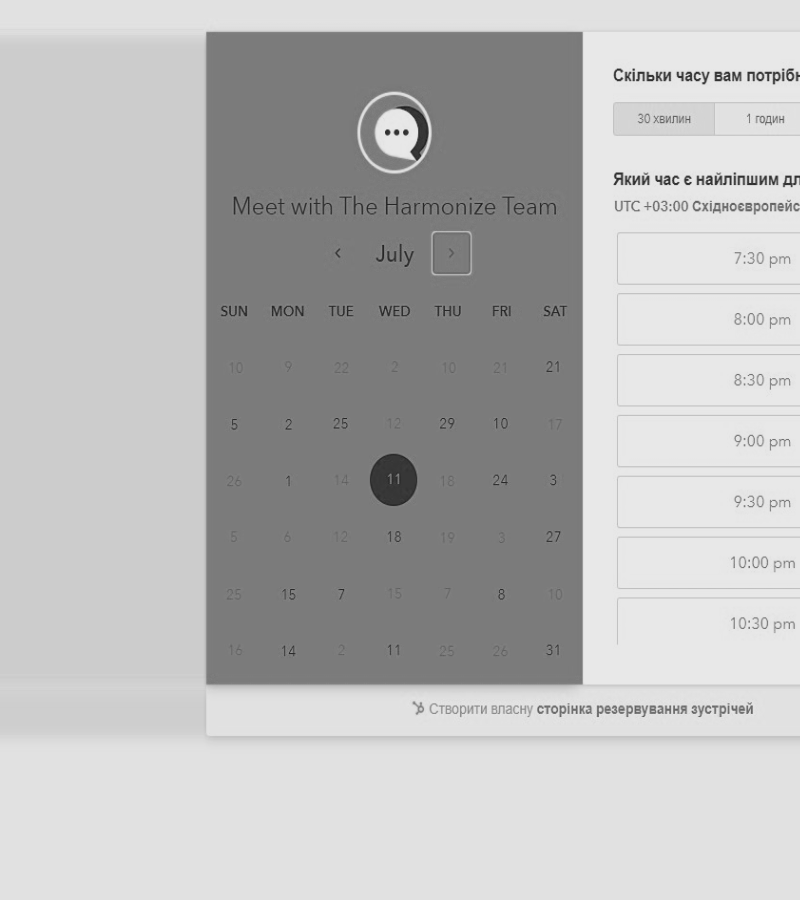 Meet with The Harmonize Team
July
SUN MON TUE WED THU FRI SAT
10 9 22 2 10 21 21
5 2 25 12 29 10 17
26 1 14 11 18 24 3
5 6 12 18 19 3 27
25 15 7 15 7 8 10
16 14 2 11 25 26 31
Скільки часу вам
30 хвилин 1 годин
Який час є найліпшим
UTC +03:00
7:30 pm
8:00 pm
8:30 pm
9:00 pm
9:30 pm
10:00 pm
10:30 pm
Створити власну сторінка резервування зустрічей